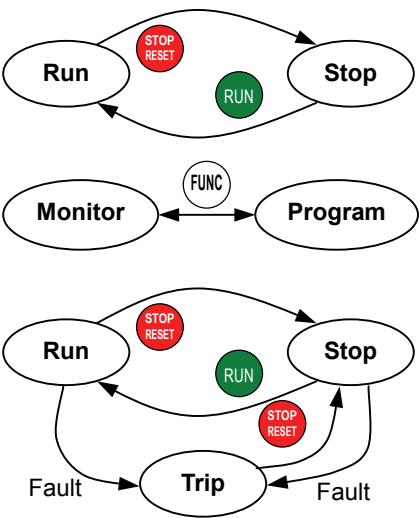 STOP
RESET
Run
Stop
RUN
FUNC
Monitor
Program
STOP
RESET
Run
Stop
RUN
STOP
RESET
Trip
Fault
Fault